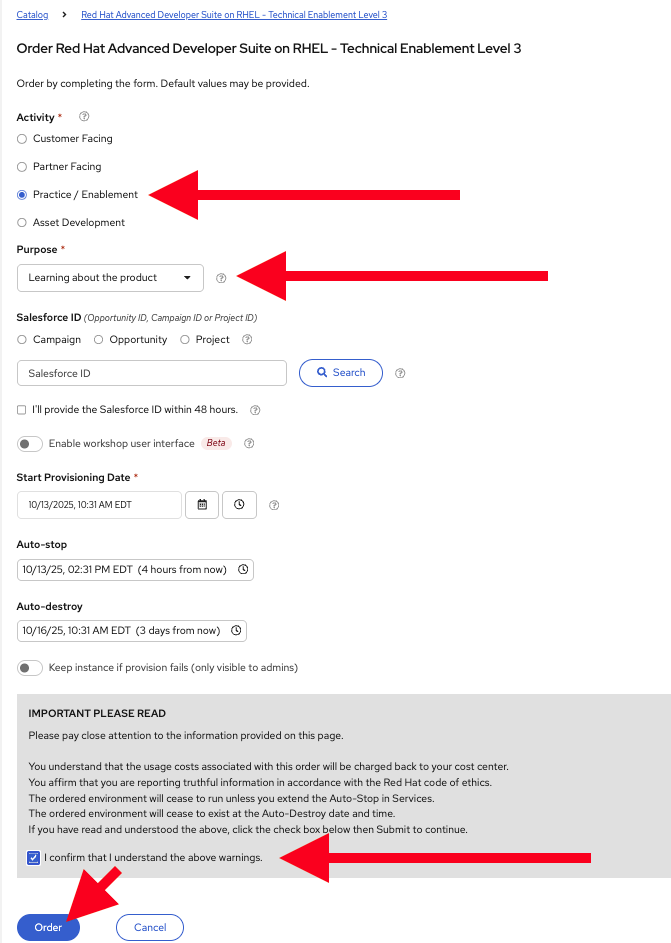 Catalog > Red Hat Advanced Developer Suite on RHEL - Technical Enablement Level 3
Order Red Hat Advanced Developer Suite on RHEL - Technical Enablement Level 3
Order by completing the form. Default values may be provided.
Activity * ?
Customer Facing
Partner Facing
Practice / Enablement
Asset Development
Purpose *
Learning about the product ?
Salesforce ID (Opportunity ID, Campaign ID or Project ID)
Campaign Opportunity Project ?
Salesforce ID Search ?
I'll provide the Salesforce ID within 48 hours. ?
Enable workshop user interface Beta ?
Start Provisioning Date *
10/13/2025, 10:31 AM EDT ?
Auto-stop
10/13/25, 02:31 PM EDT (4 hours from now)
Auto-destroy
10/16/25, 10:31 AM EDT (3 days from now)
Keep instance if provision fails (only visible to admins)
IMPORTANT PLEASE READ
Please pay close attention to the information provided on this page.
You understand that the usage costs associated with this order will be charged back to your cost center.
You affirm that you are reporting truthful information in accordance with the Red Hat code of ethics.
The ordered environment will cease to run unless you extend the Auto-Stop in Services.
The ordered environment will cease to exist at the Auto-Destroy date and time.
If you have read and understood the above, click the check box below then Submit to continue.
I confirm that I understand the above warnings.
Order Cancel